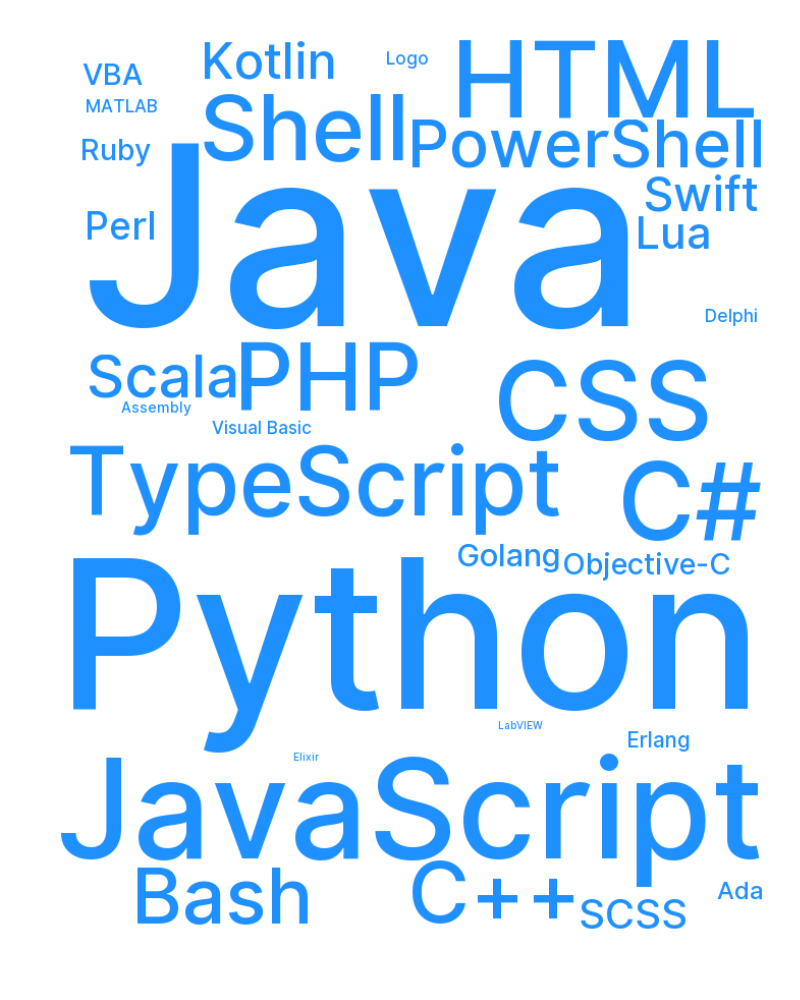 Kotlin
Logo
HTML
VBA
MATLAB
Shell
PowerShell
Ruby
Java
Swift
Perl
Lua
Delphi
Scala
PHP
CSS
Assembly
Visual Basic
TypeScript
C#
Golang
Objective-C
Python
LabVIEW
Erlang
Elixir
JavaScript
Bash
C++
SCSS
Ada